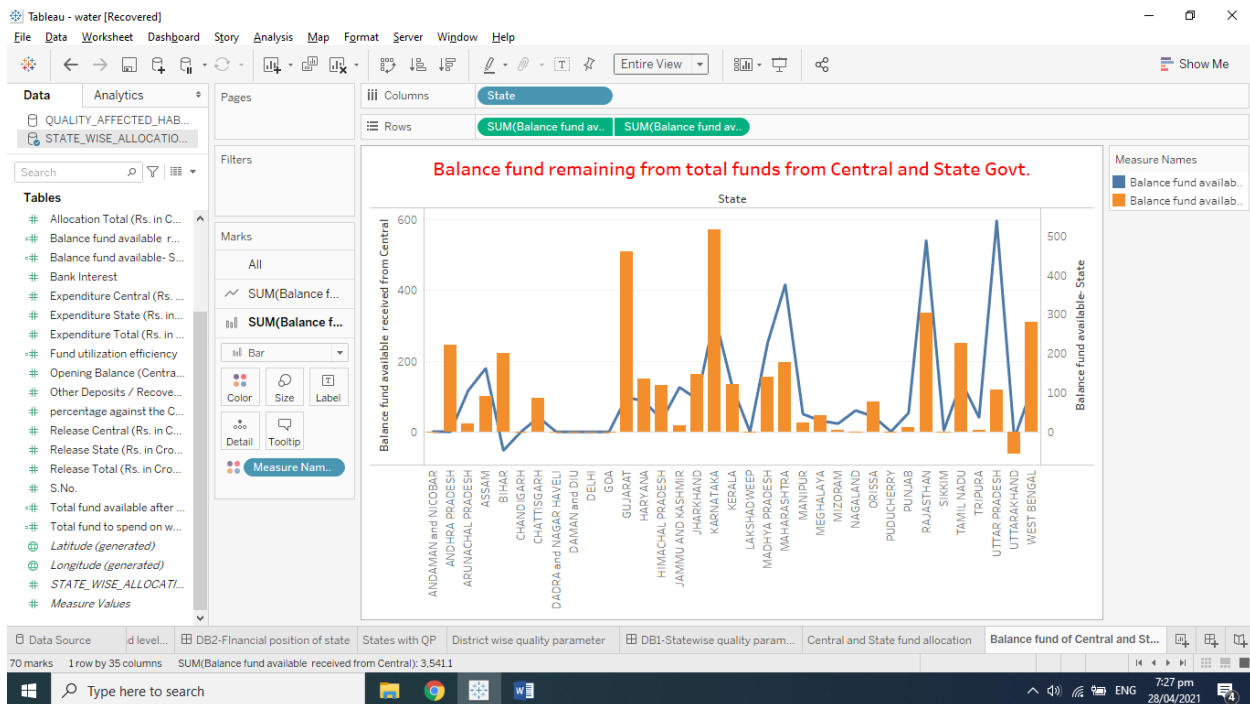 Tableau - water [Recovered]
File Data Worksheet Dashboard Story Analysis Map Format Server Window Help
Entire View
Show Me
Data Analytics
QUALITY_AFFECTED_HAB...
STATE_WISE_ALLOCATIO...
Search
Tables
Allocation Total (Rs. in C...
Balance fund available r...
Balance fund available- S...
Bank Interest
Expenditure Central (Rs. ...
Expenditure State (Rs. in...
Expenditure Total (Rs. in ...
Fund utilization efficiency
Opening Balance (Centra...
Other Deposits / Recove...
percentage against the C...
Release Central (Rs. in C...
Release State (Rs. in Cro...
Release Total (Rs. in Cro...
S.No.
Total fund available after ...
Total fund to spend on w...
Latitude (generated)
Longitude (generated)
STATE_WISE_ALLOCATI...
Measure Values
Pages
Filters
Marks
All
SUM(Balance f...
SUM(Balance f...
Bar
Color Size Label
Detail Tooltip
Measure Nam..
iii Columns State
Rows SUM(Balance fund av.. SUM(Balance fund av..
Balance fund remaining from total funds from Central and State Govt.
State
Balance fund available received from Central
600
400
200
0
500
400
300
200
100
0
Balance fund available- State
ANDAMAN and NICOBAR
ANDHRA PRADESH
ARUNACHAL PRADESH
ASSAM
BIHAR
CHANDIGARH
CHATTISGARH
DADRA and NAGAR HAVELI
DAMAN and DIU
DELHI
GOA
GUJARAT
HARYANA
HIMACHAL PRADESH
JAMMU AND KASHMIR
JHARKHAND
KARNATAKA
KERALA
LAKSHADWEEP
MADHYA PRADESH
MAHARASHTRA
MANIPUR
MEGHALAYA
MIZORAM
NAGALAND
ORISSA
PUDUCHERRY
PUNJAB
RAJASTHAN
SIKKIM
TAMIL NADU
TRIPURA
UTTAR PRADESH
UTTARAKHAND
WEST BENGAL
Measure Names
Balance fund availab..
Balance fund availab..
Data Source d level... DB2-FInancial position of state States with QP District wise quality parameter DB1-Statewise quality param... Central and State fund allocation Balance fund of Central and St...
70 marks 1 row by 35 columns SUM(Balance fund available received from Central): 3,541.1
Type here to search
ENG
7:27 pm
28/04/2021
4